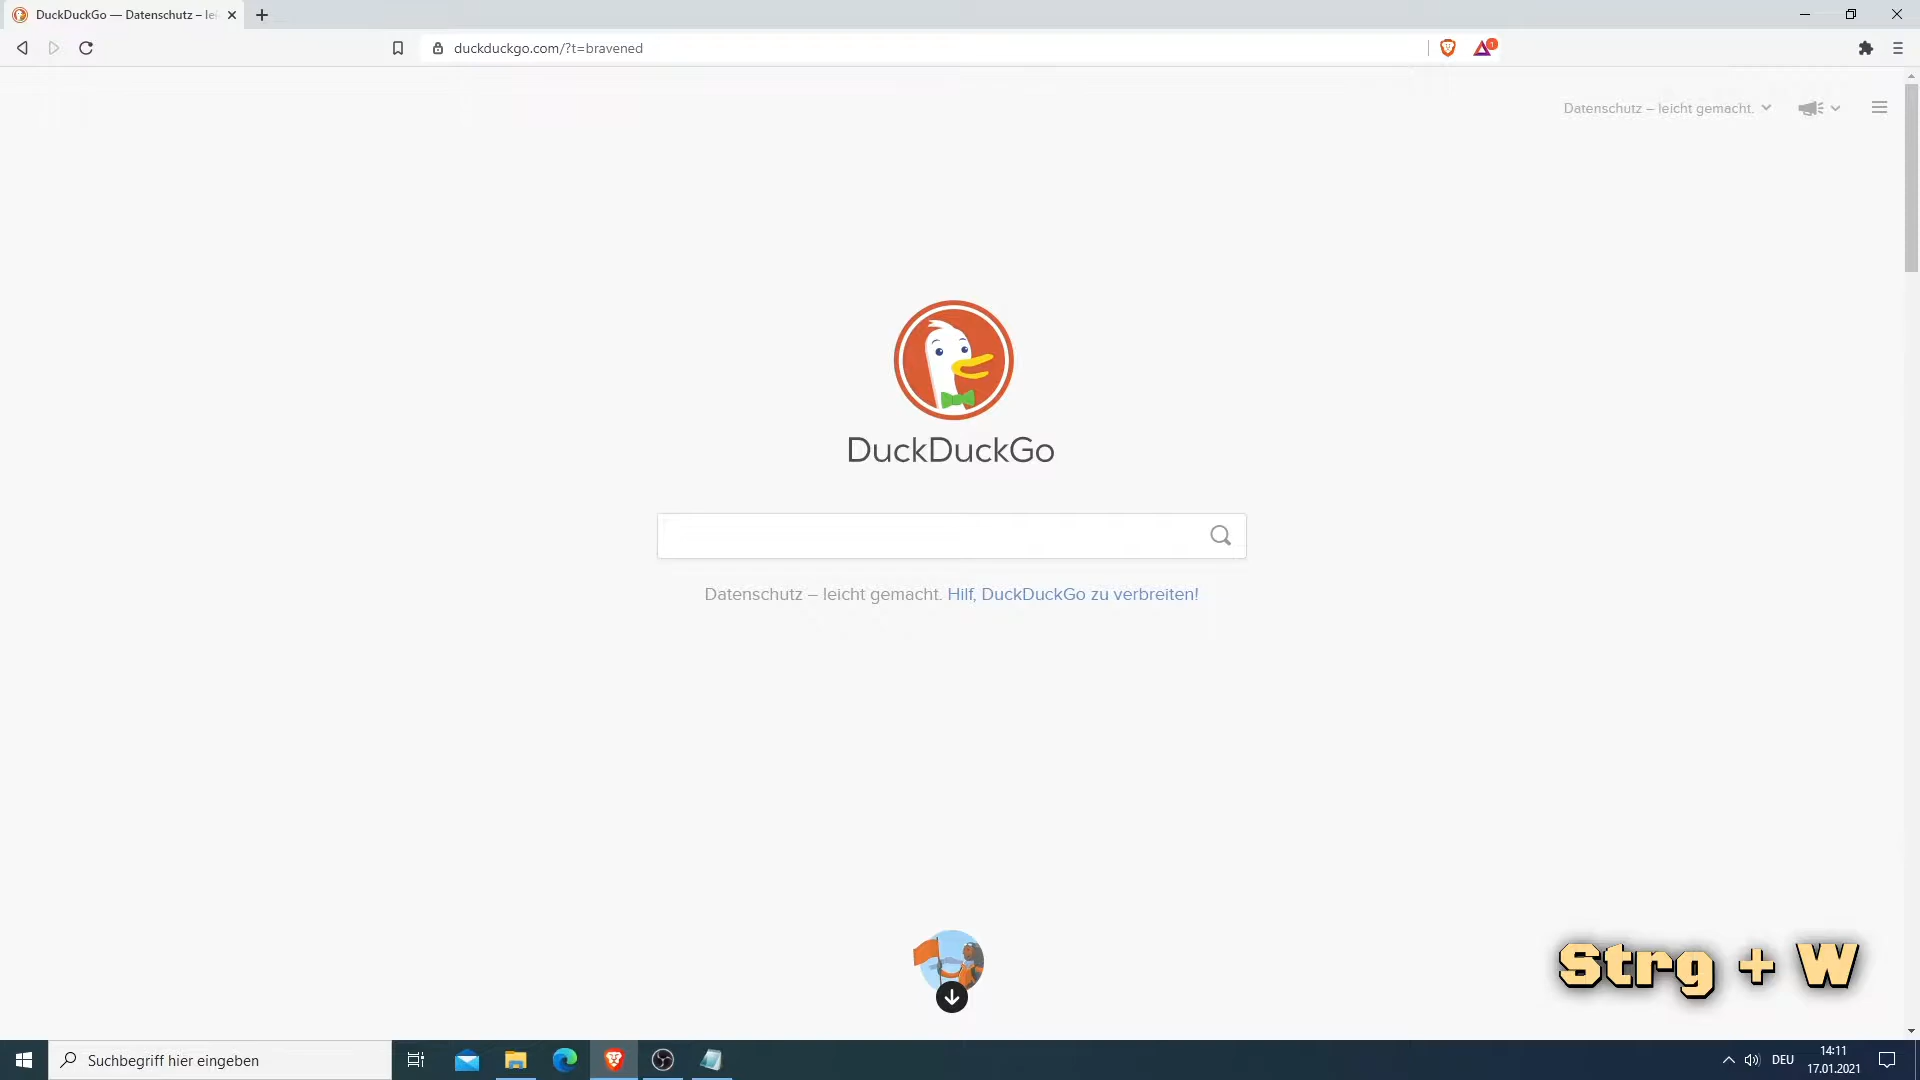 DuckDuckGo — Datenschutz – lei
duckduckgo.com/?t=bravened
1
Datenschutz – leicht gemacht.
DuckDuckGo
Datenschutz – leicht gemacht. Hilf, DuckDuckGo zu verbreiten!
Strg + W
Suchbegriff hier eingeben
DEU
14:11
17.01.2021